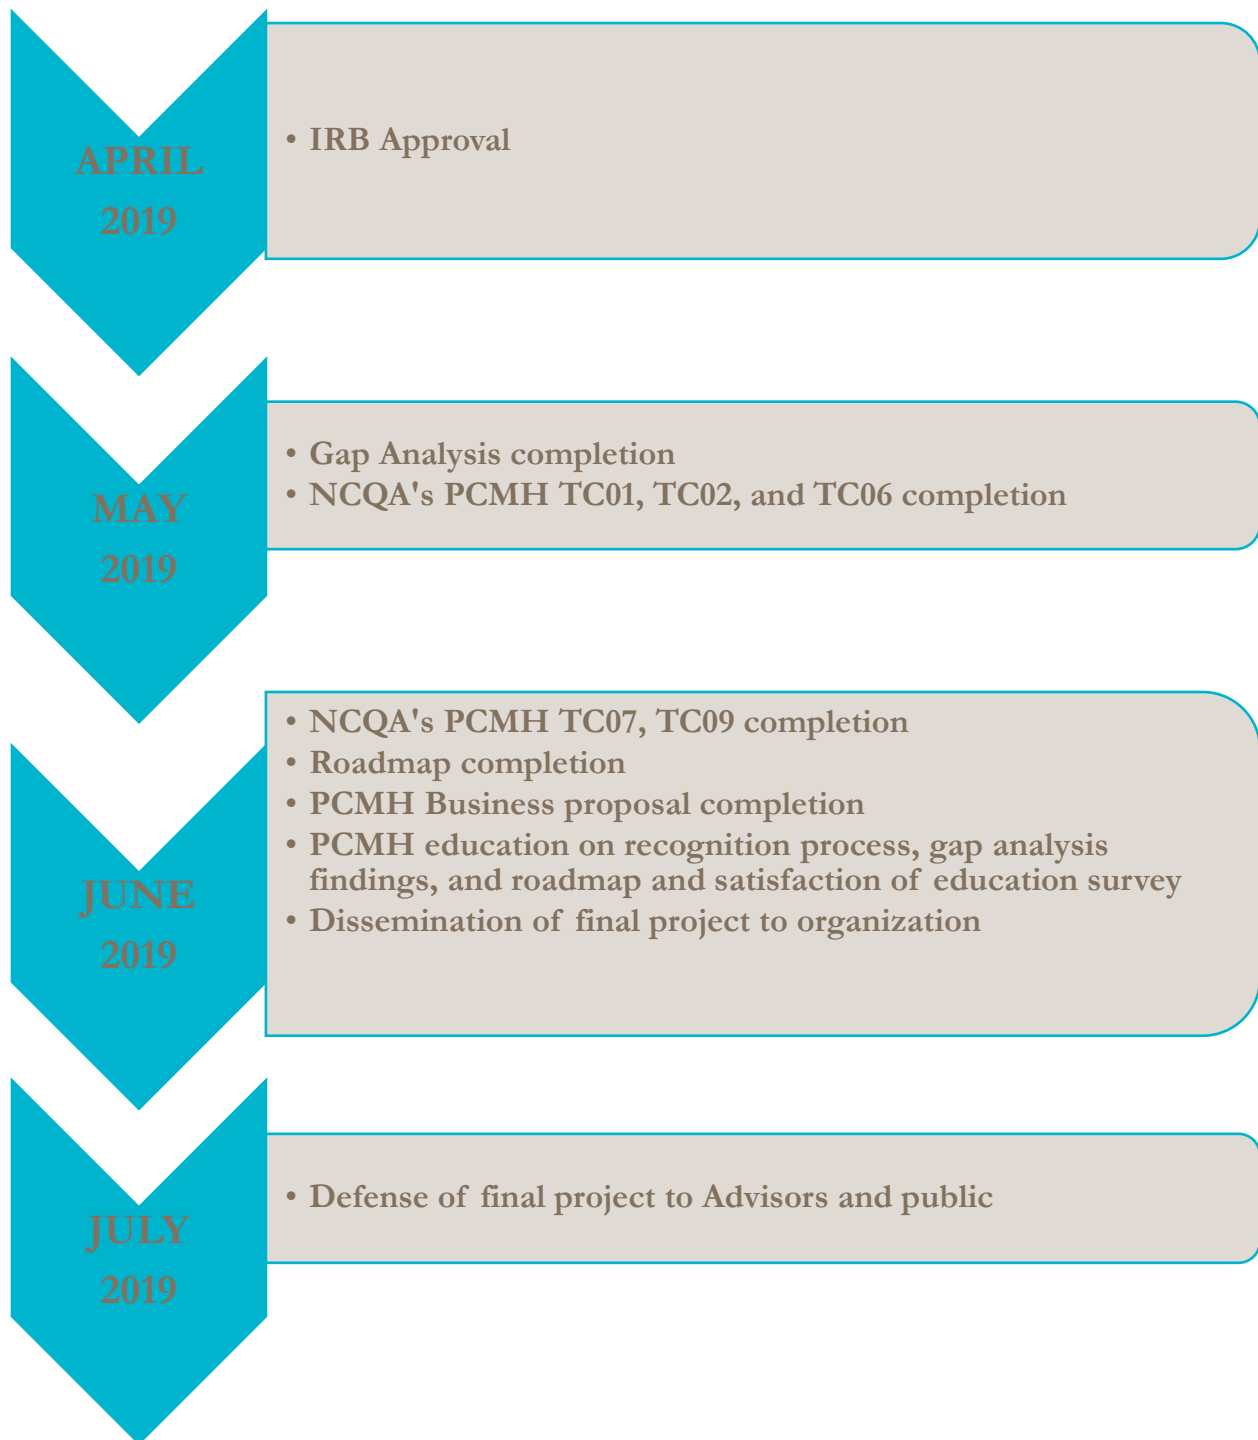 APRIL
2019
• IRB Approval
MAY
2019
• Gap Analysis completion
• NCQA's PCMH TC01, TC02, and TC06 completion
JUNE
2019
• NCQA's PCMH TC07, TC09 completion
• Roadmap completion
• PCMH Business proposal completion
• PCMH education on recognition process, gap analysis
findings, and roadmap and satisfaction of education survey
• Dissemination of final project to organization
JULY
2019
• Defense of final project to Advisors and public